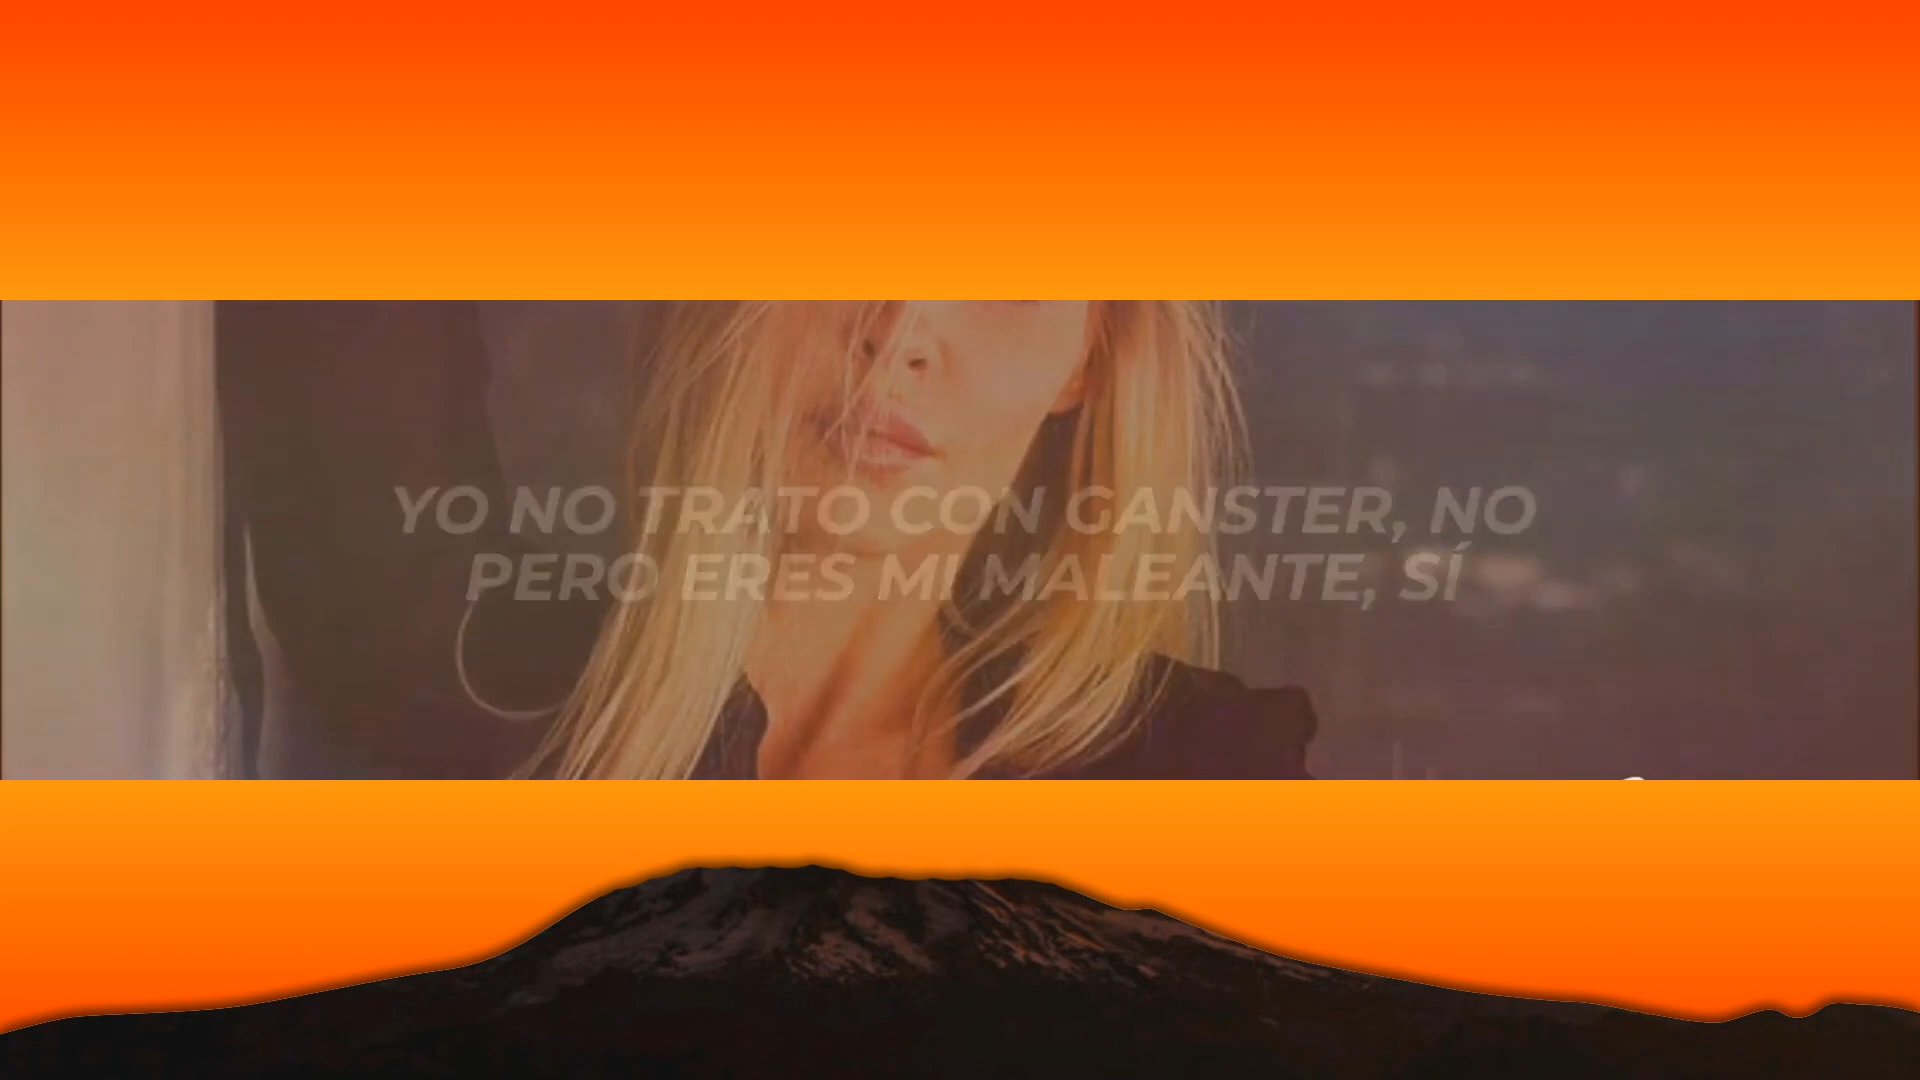 YO NO TRATO CON GANSTER, NO
PERO ERES MI MALEANTE, SÍ